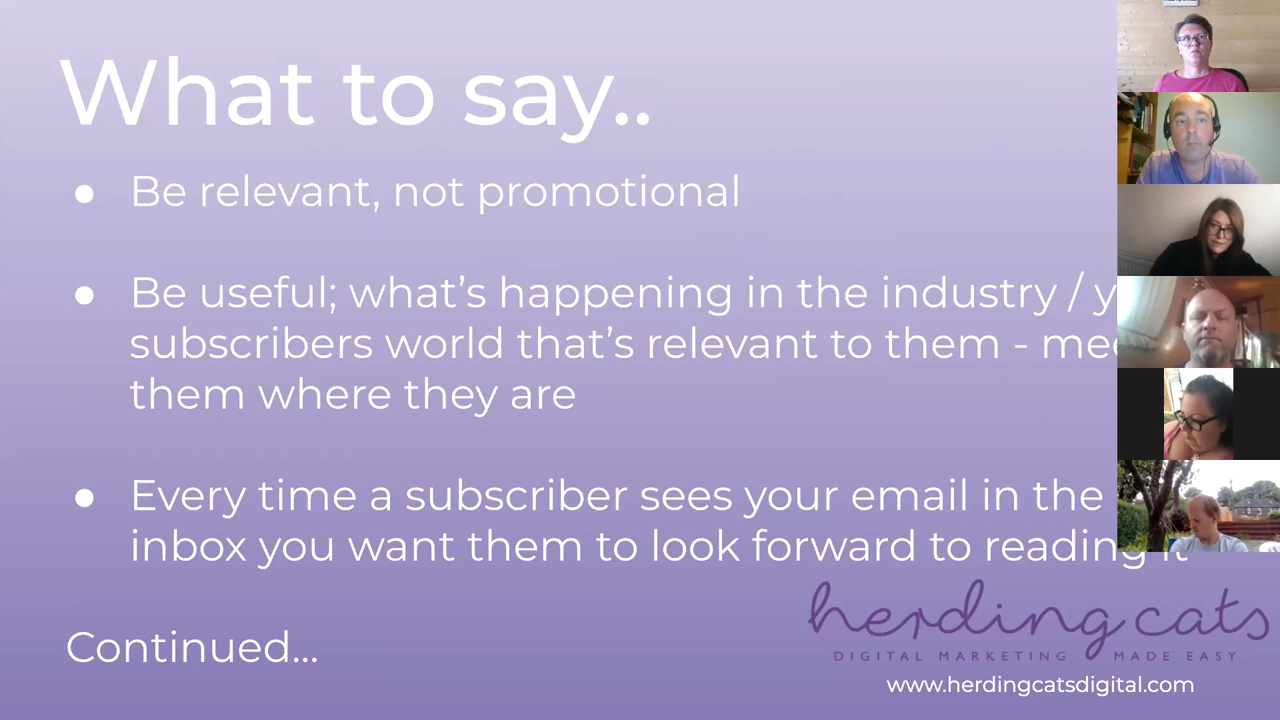 What to say..
● Be relevant, not promotional
● Be useful; what's happening in the industry /
subscribers world that's relevant to them -
them where they are
● Every time a subscriber sees your email in the
inbox you want them to look forward to reading it
Continued...
herding cats
DIGITAL MARKETING MADE EASY
www.herdingcatsdigital.com